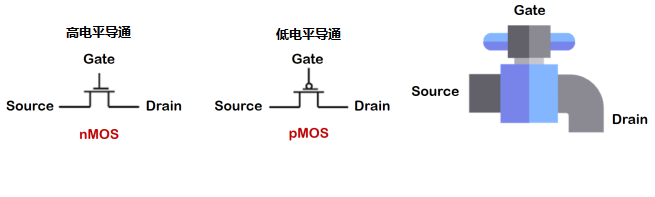 高电平导通
Gate
Source
Drain
nMOS
低电平导通
Gate
Source
Drain
pMOS
Gate
Source
Drain